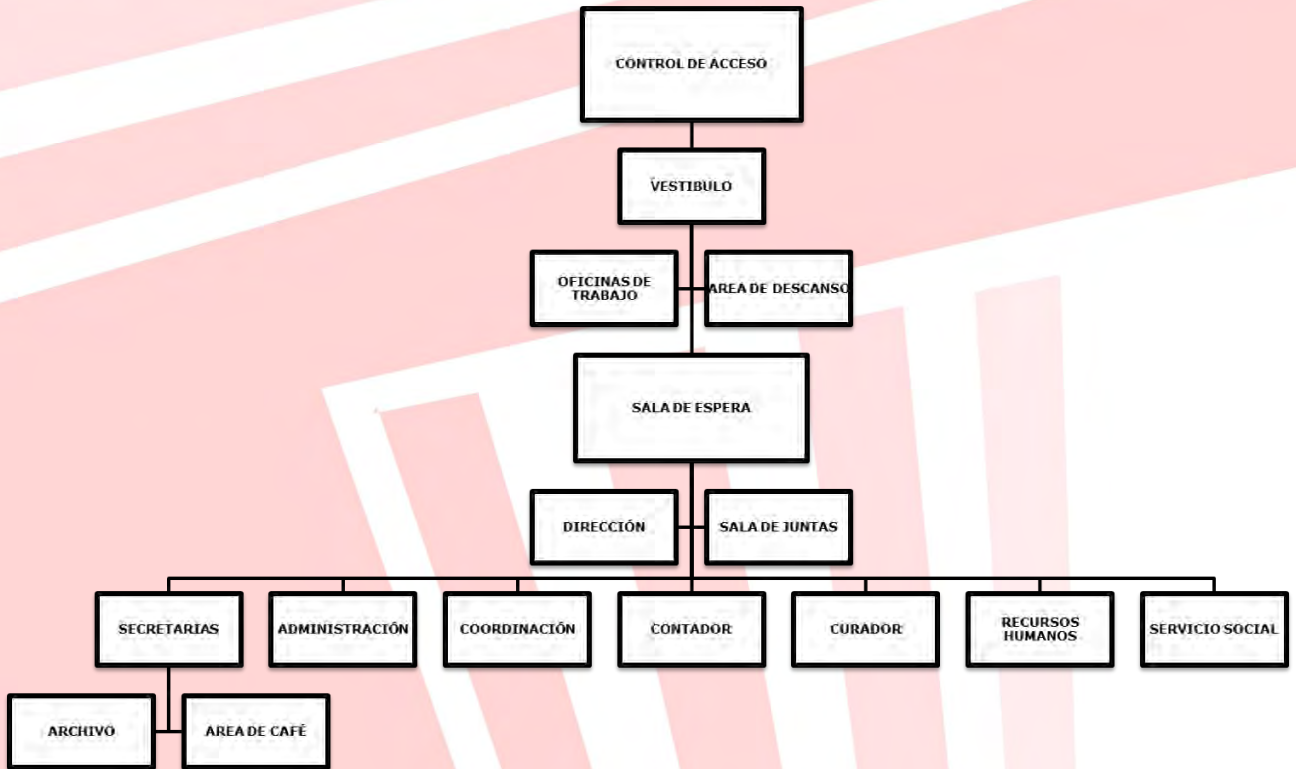 CONTROL DE ACCESO
VESTIBULO
OFICINAS DE
TRABAJO
AREA DE DESCANSO
SALA DE ESPERA
DIRECCIÓN
SALA DE JUNTAS
SECRETARIAS
ADMINISTRACIÓN
COORDINACIÓN
CONTADOR
CURADOR
RECURSOS
HUMANOS
SERVICIO SOCIAL
ARCHIVO
AREA DE CAFÉ